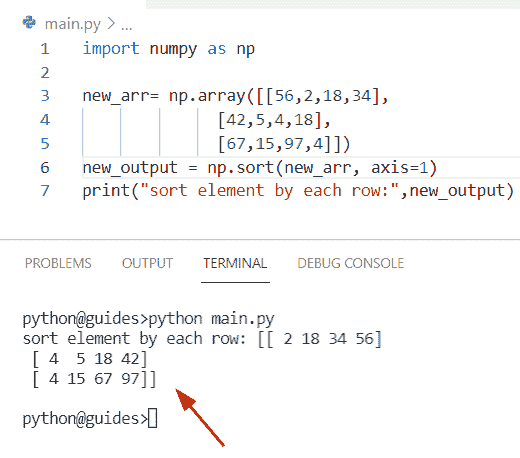 main.py > ...
1 import numpy as np
2
3 new_arr= np.array([[56,2,18,34],
4 [42,5,4,18],
5 [67,15,97,4]])
6 new_output = np.sort(new_arr, axis=1)
7 print("sort element by each row:",new_output)
PROBLEMS OUTPUT TERMINAL DEBUG CONSOLE
python@guides>python main.py
sort element by each row: [[ 2 18 34 56]
[ 4  5 18 42]
[ 4 15 67 97]]
python@guides>